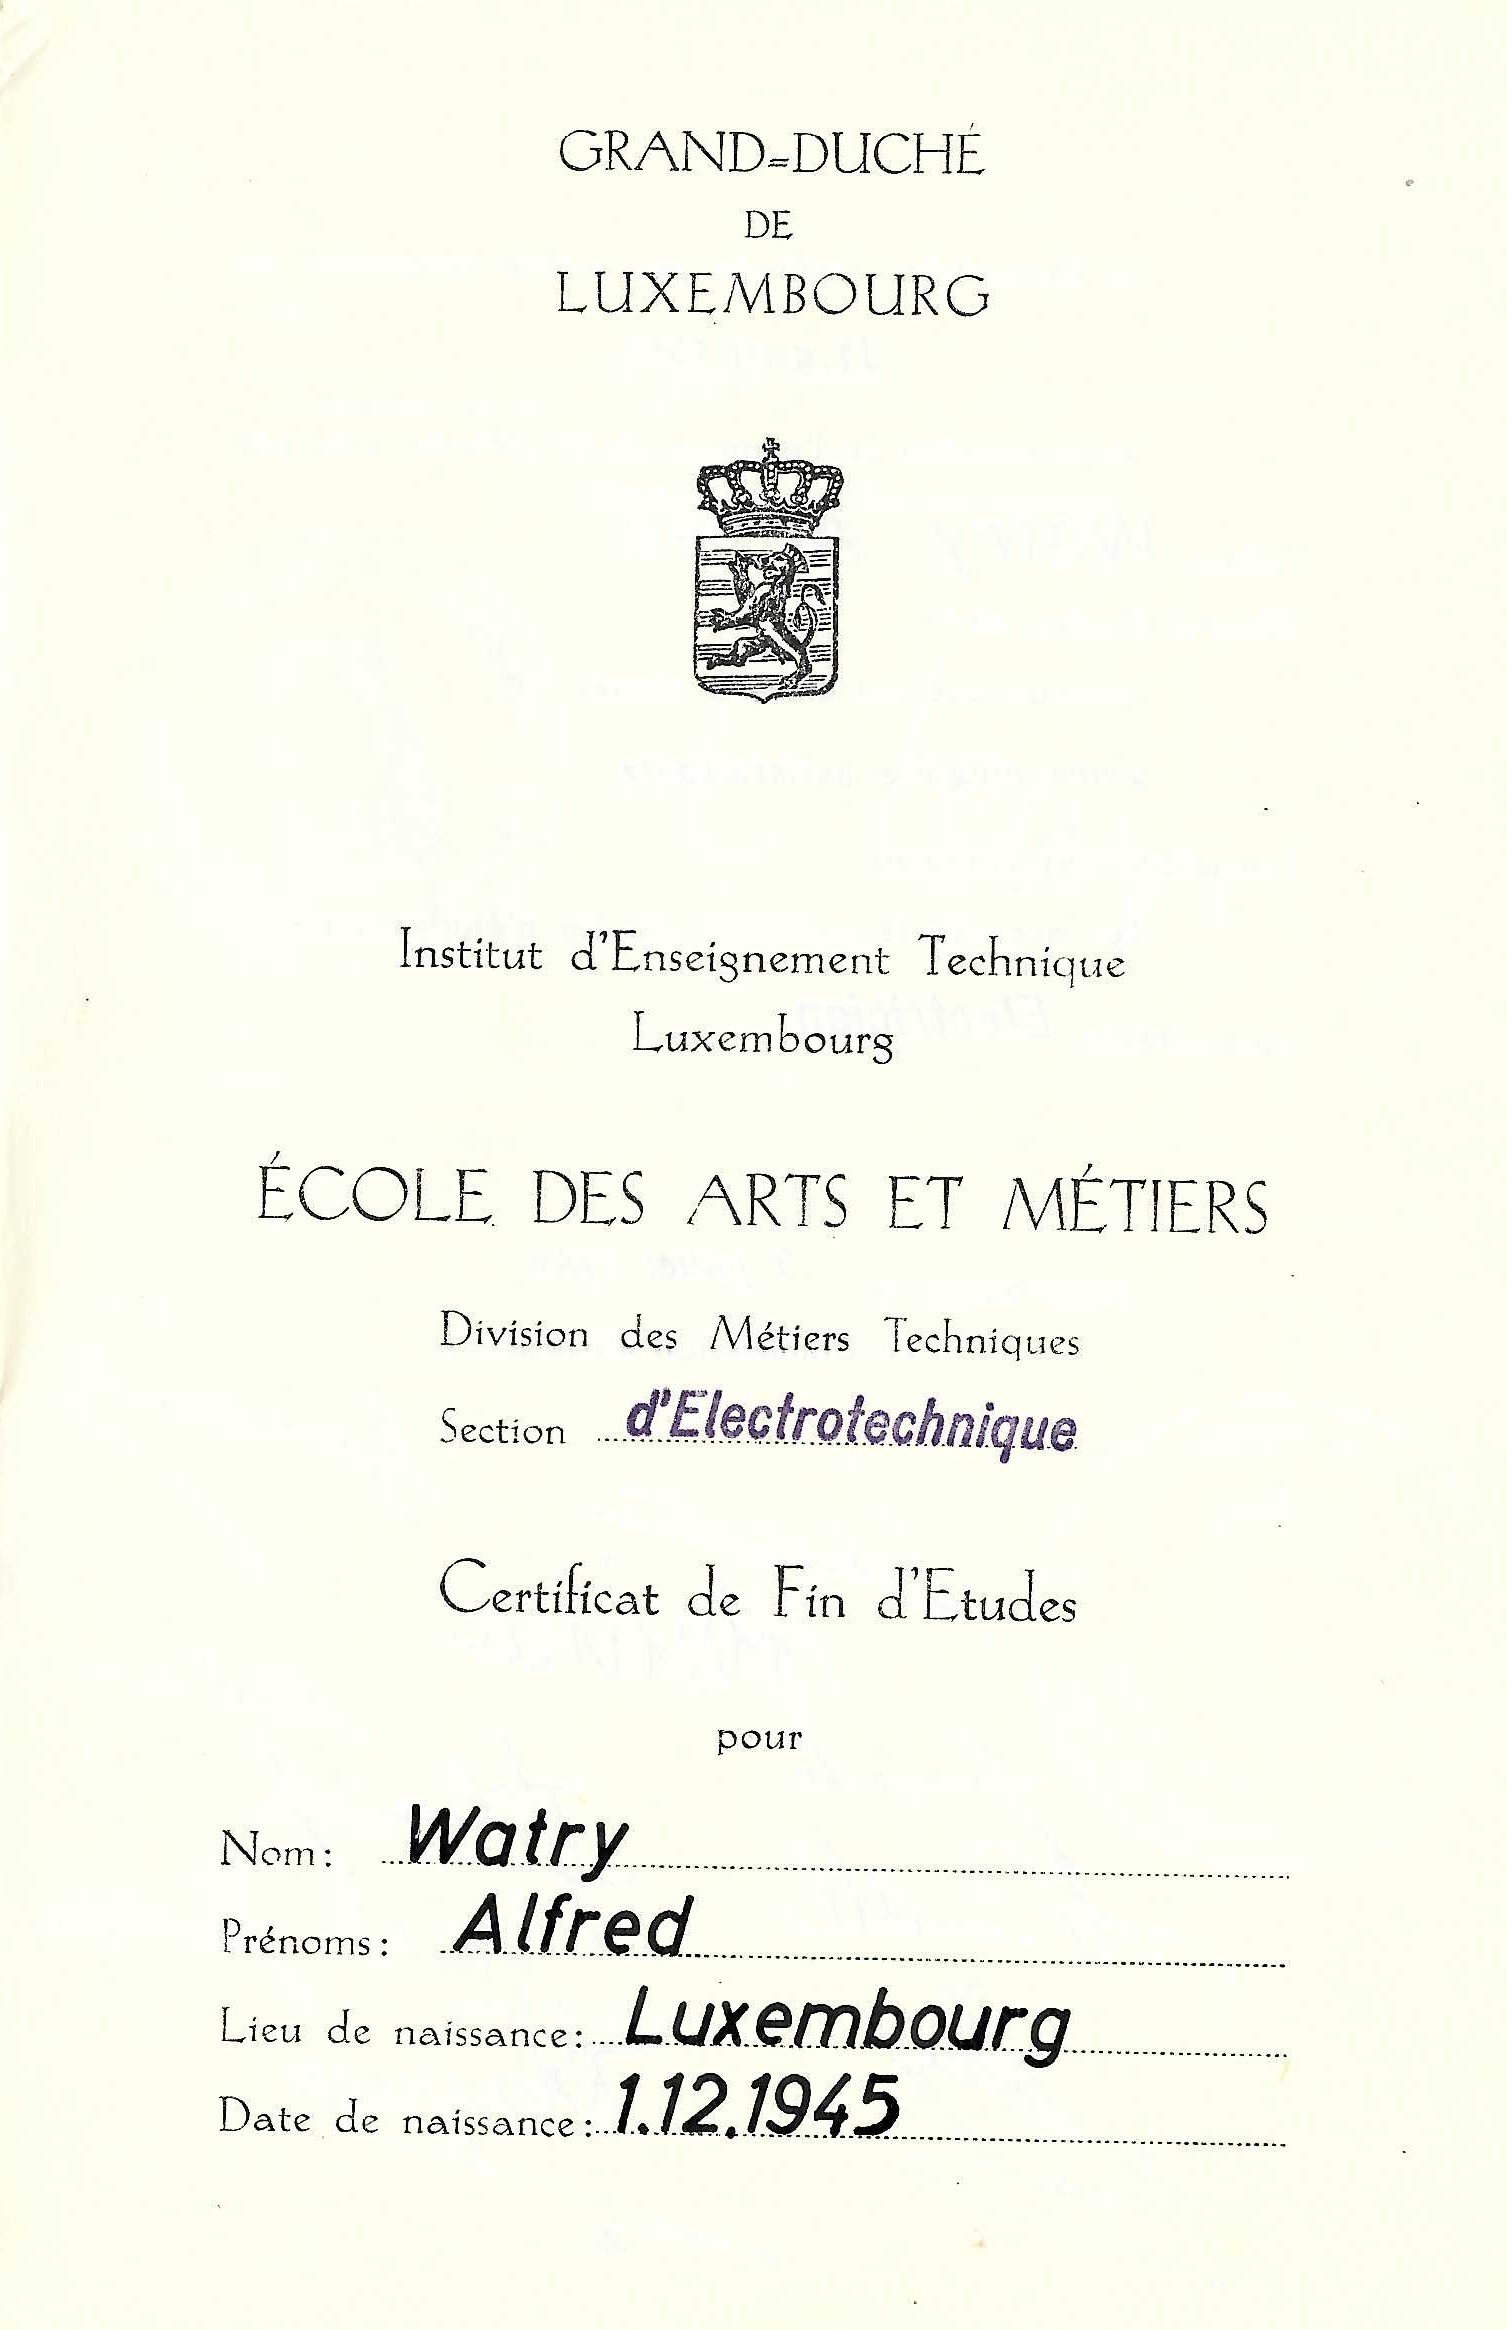 GRAND=DUCHÉ
DE
LUXEMBOURG
Institut d'Enseignement Technique
Luxembourg
ÉCOLE DES ARTS ET MÉTIERS
Division des Métiers Techniques
Section d'Electrotechnique
Certificat de Fin d'Etudes
pour
Nom: Watry
Prénoms: Alfred
Lieu de naissance: Luxembourg
Date de naissance: 1.12.1945